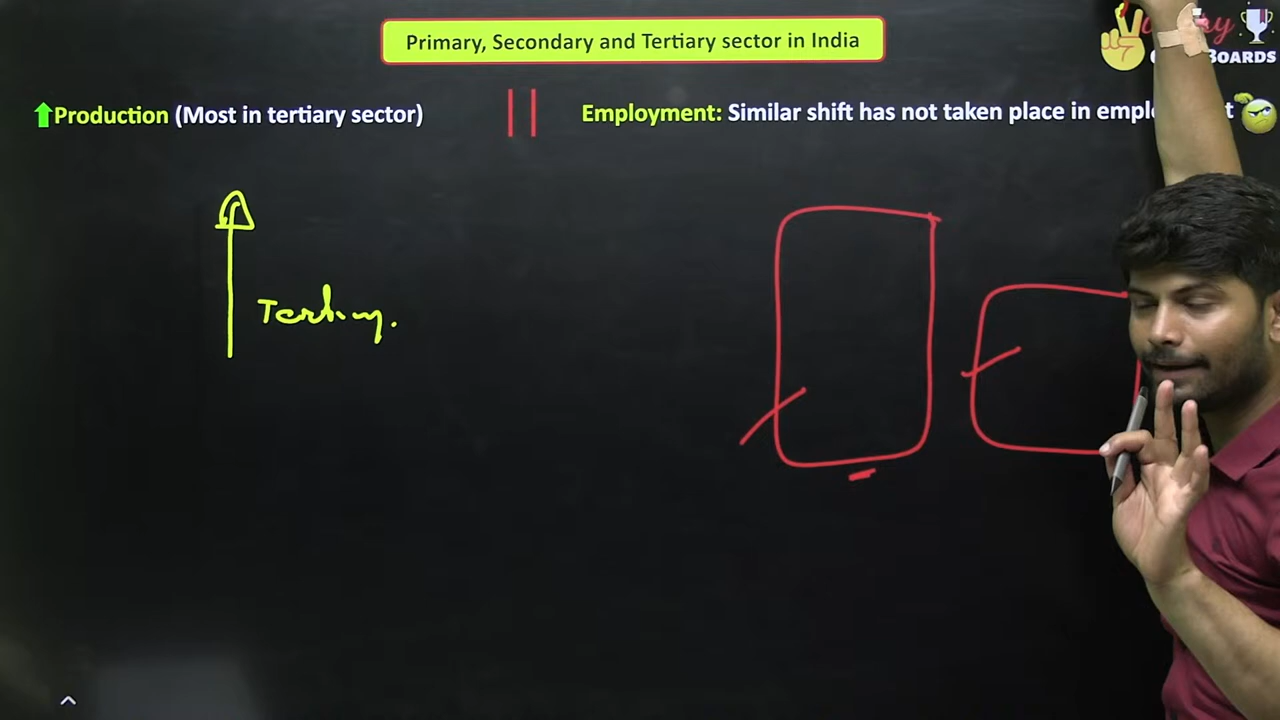 Primary, Secondary and Tertiary sector in India
BOARDS
Production (Most in tertiary sector)
Employment: Similar shift has not taken place in
Tertiary.